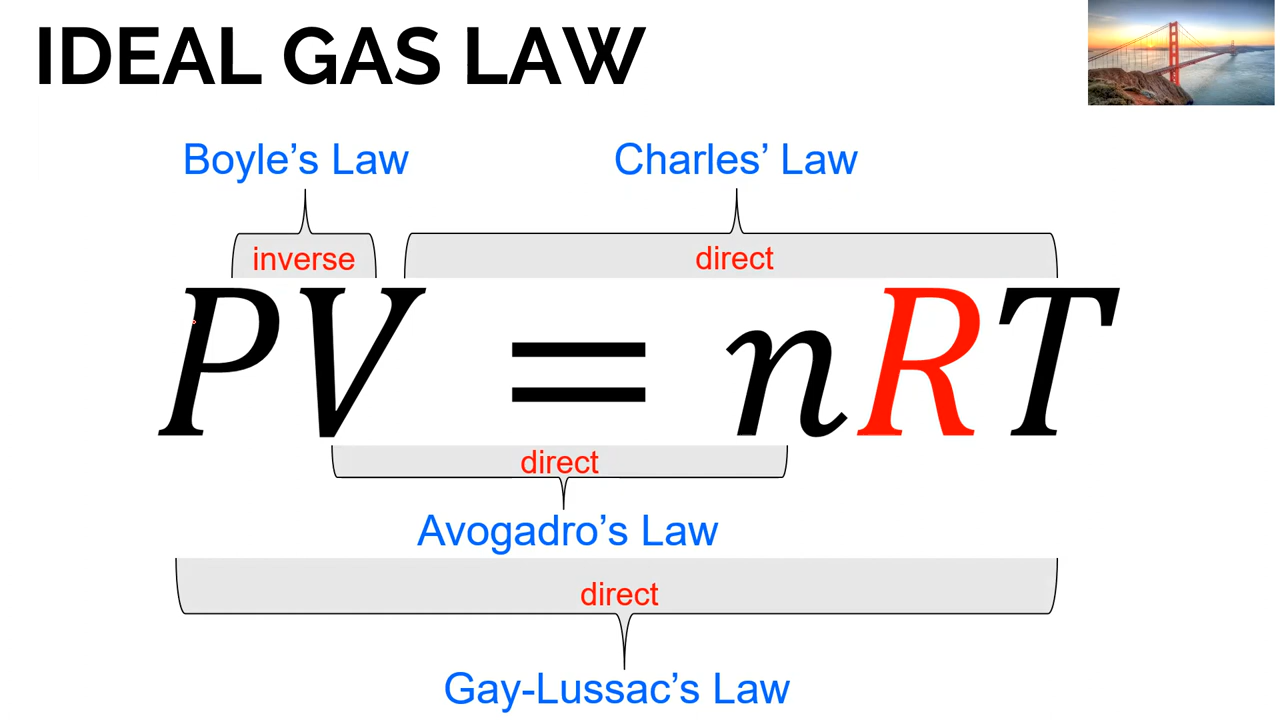 IDEAL GAS LAW
Boyle’s Law
Charles’ Law
inverse
direct
PV = nRT
direct
Avogadro’s Law
direct
Gay-Lussac’s Law